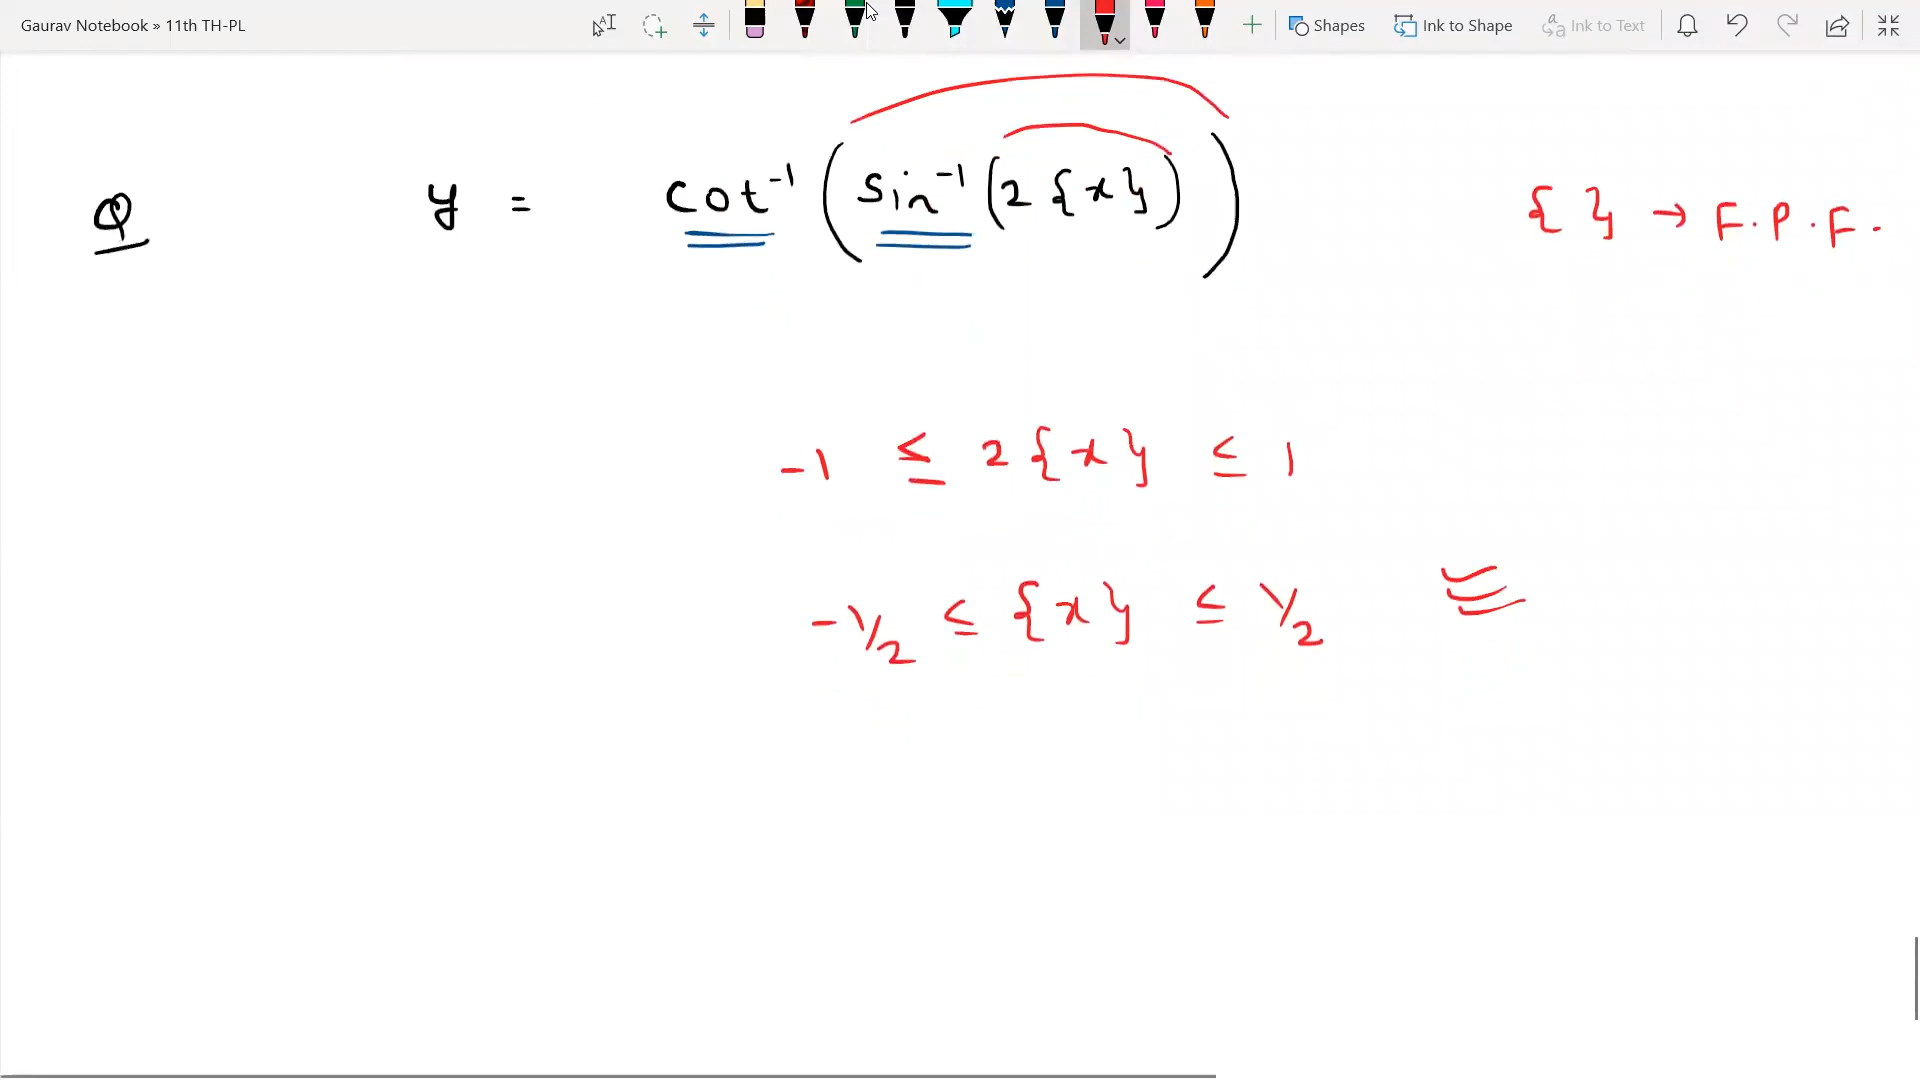 Gaurav Notebook » 11th TH-PL
Shapes
Ink to Shape
Ink to Text
Q y = cot⁻¹(sin⁻¹(2{x})) { } → F.P.F.
-1 ≤ 2{x} ≤ 1
-1/2 ≤ {x} ≤ 1/2